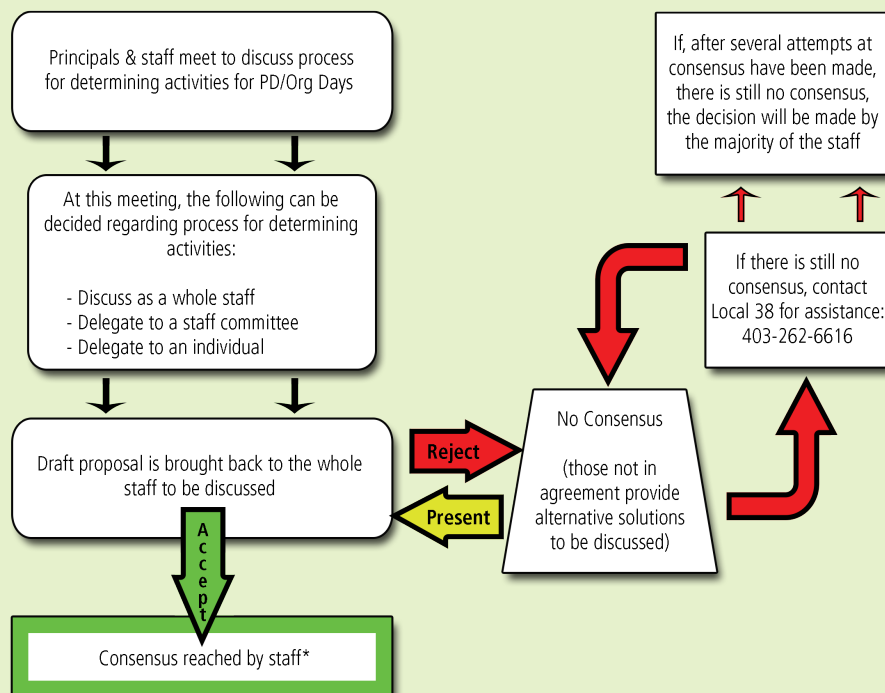 Principals & staff meet to discuss process
for determining activities for PD/Org Days
At this meeting, the following can be
decided regarding process for determining
activities:
- Discuss as a whole staff
- Delegate to a staff committee
- Delegate to an individual
Draft proposal is brought back to the whole
staff to be discussed
Accept
Consensus reached by staff*
Reject
Present
No Consensus
(those not in
agreement provide
alternative solutions
to be discussed)
If there is still no
consensus, contact
Local 38 for assistance:
403-262-6616
If, after several attempts at
consensus have been made,
there is still no consensus,
the decision will be made by
the majority of the staff